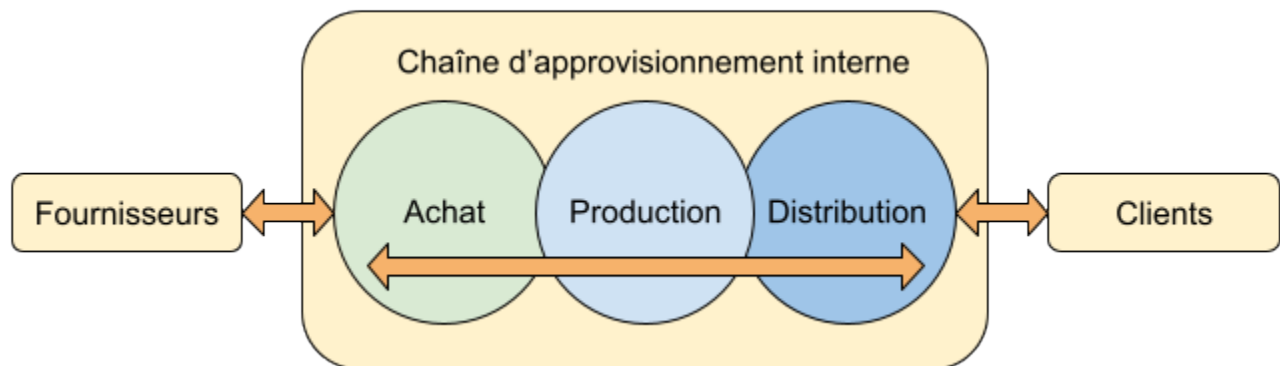 Chaîne d'approvisionnement interne
Fournisseurs
Achat
Production
Distribution
Clients